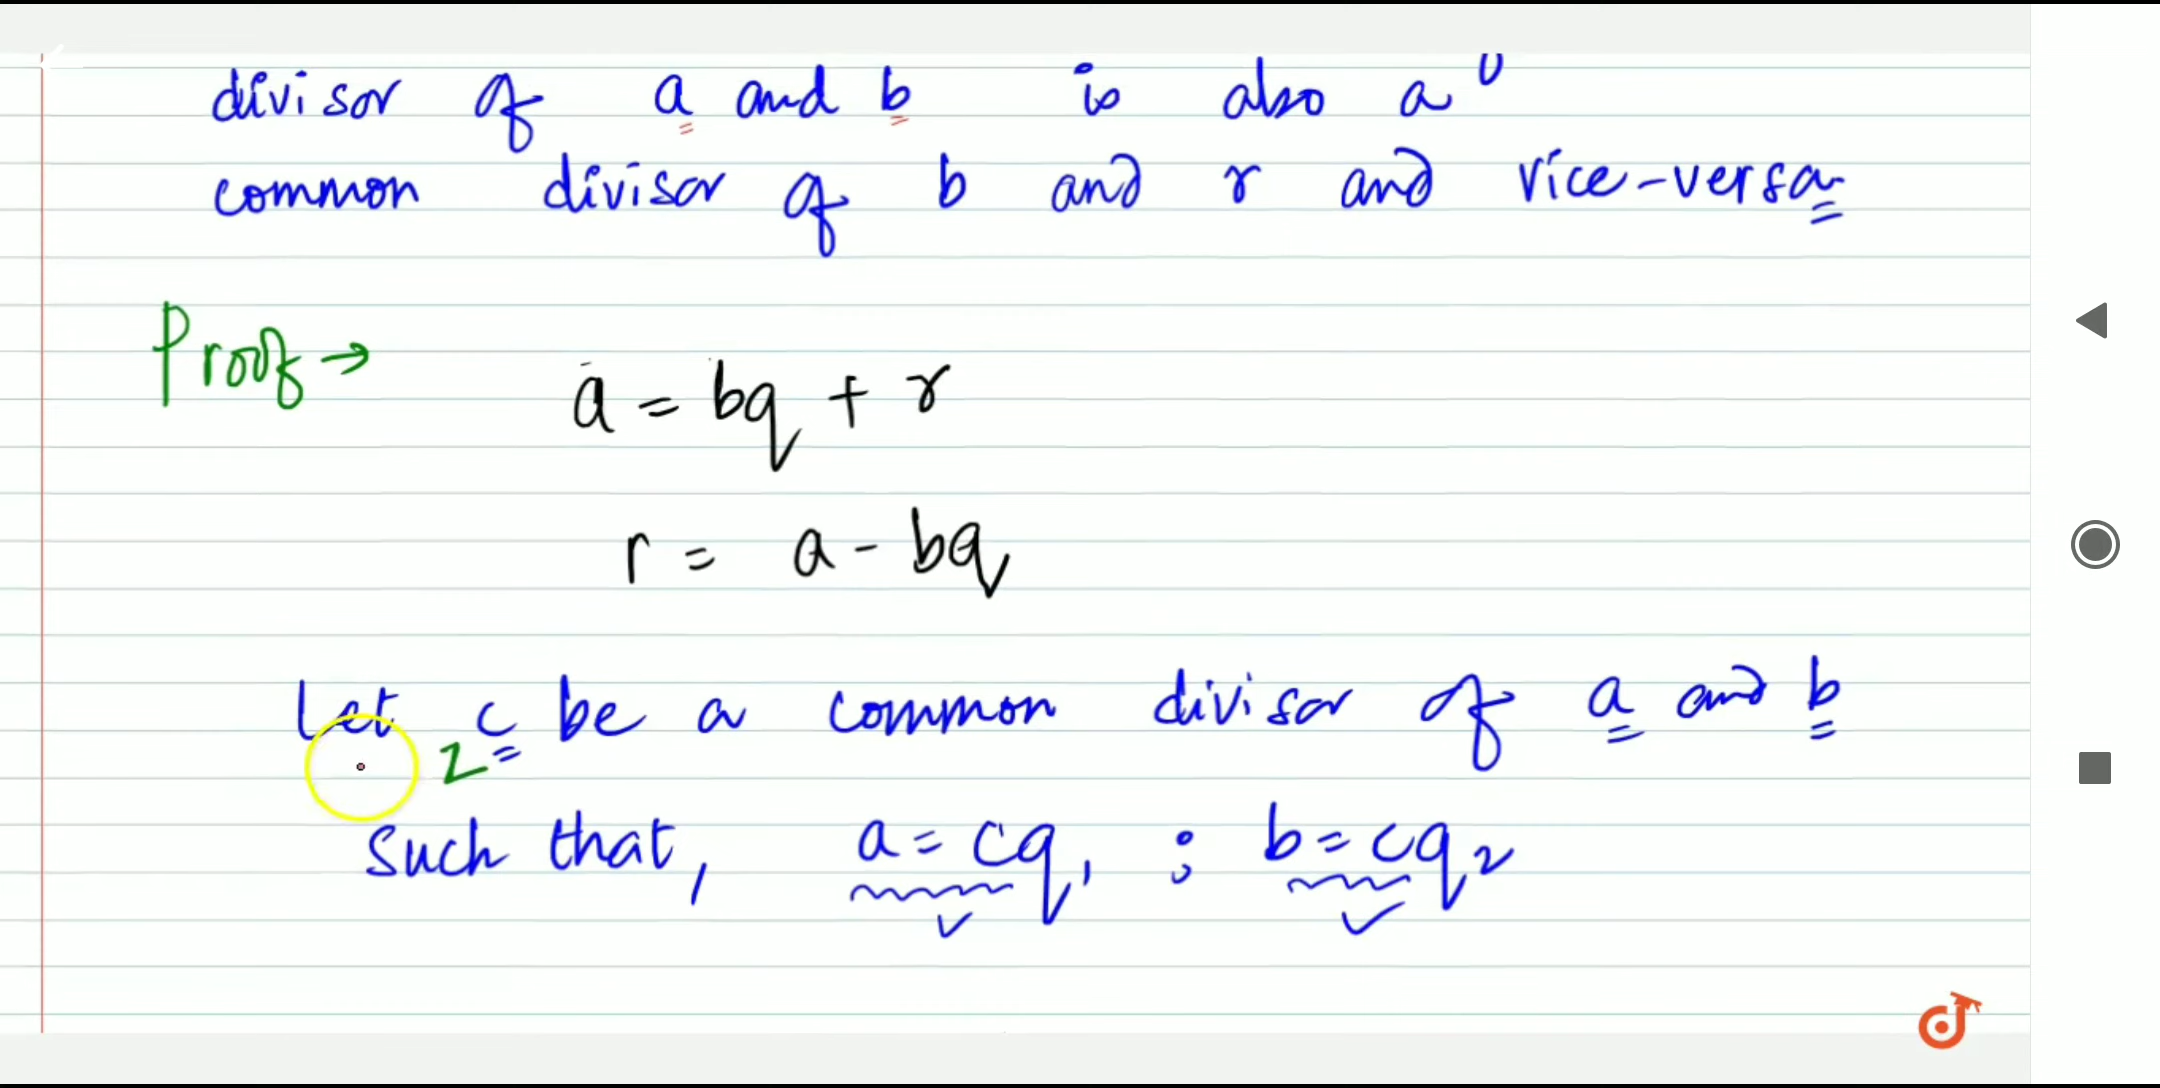 divisor of a and b is also a
common divisor of b and r and vice-versa
Proof →
a = bq + r
r = a - bq
Let c be a common divisor of a and b
2
such that, a = cq₁ ; b = cq₂